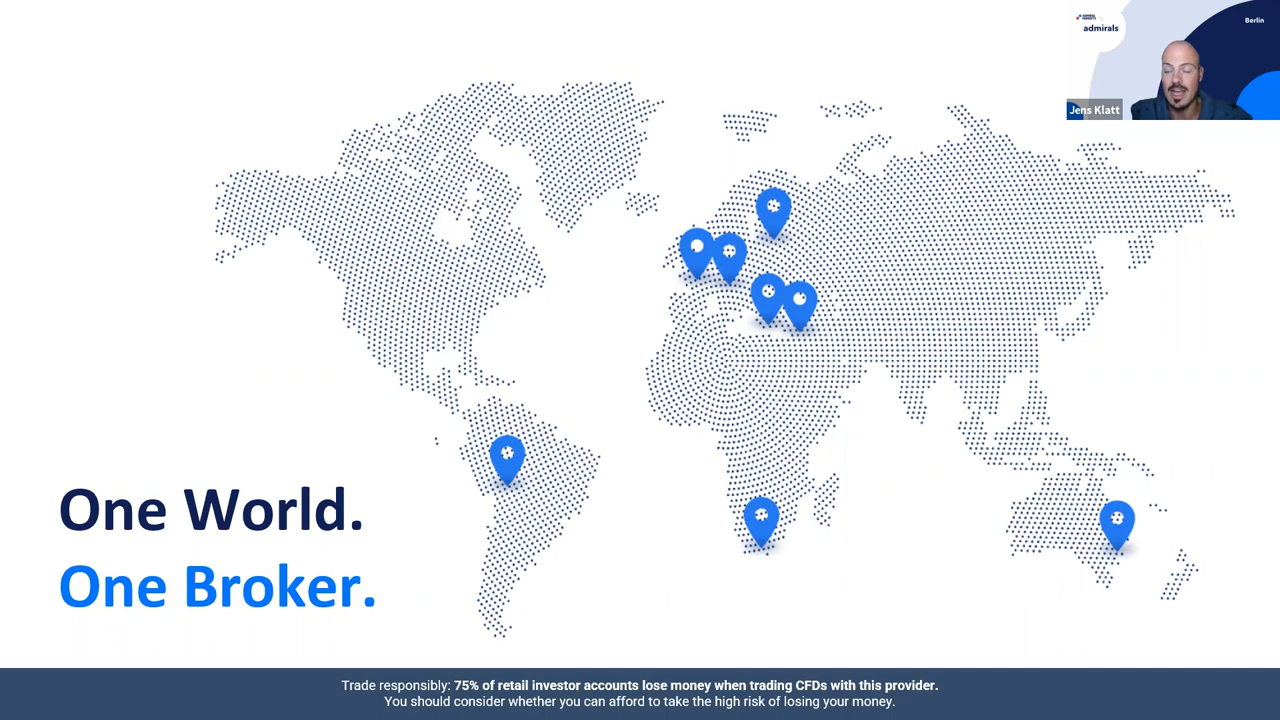 ADMIRAL
MARKETS
admirals
Berlin
Jens Klatt
One World.
One Broker.
Trade responsibly: 75% of retail investor accounts lose money when trading CFDs with this provider.
You should consider whether you can afford to take the high risk of losing your money.